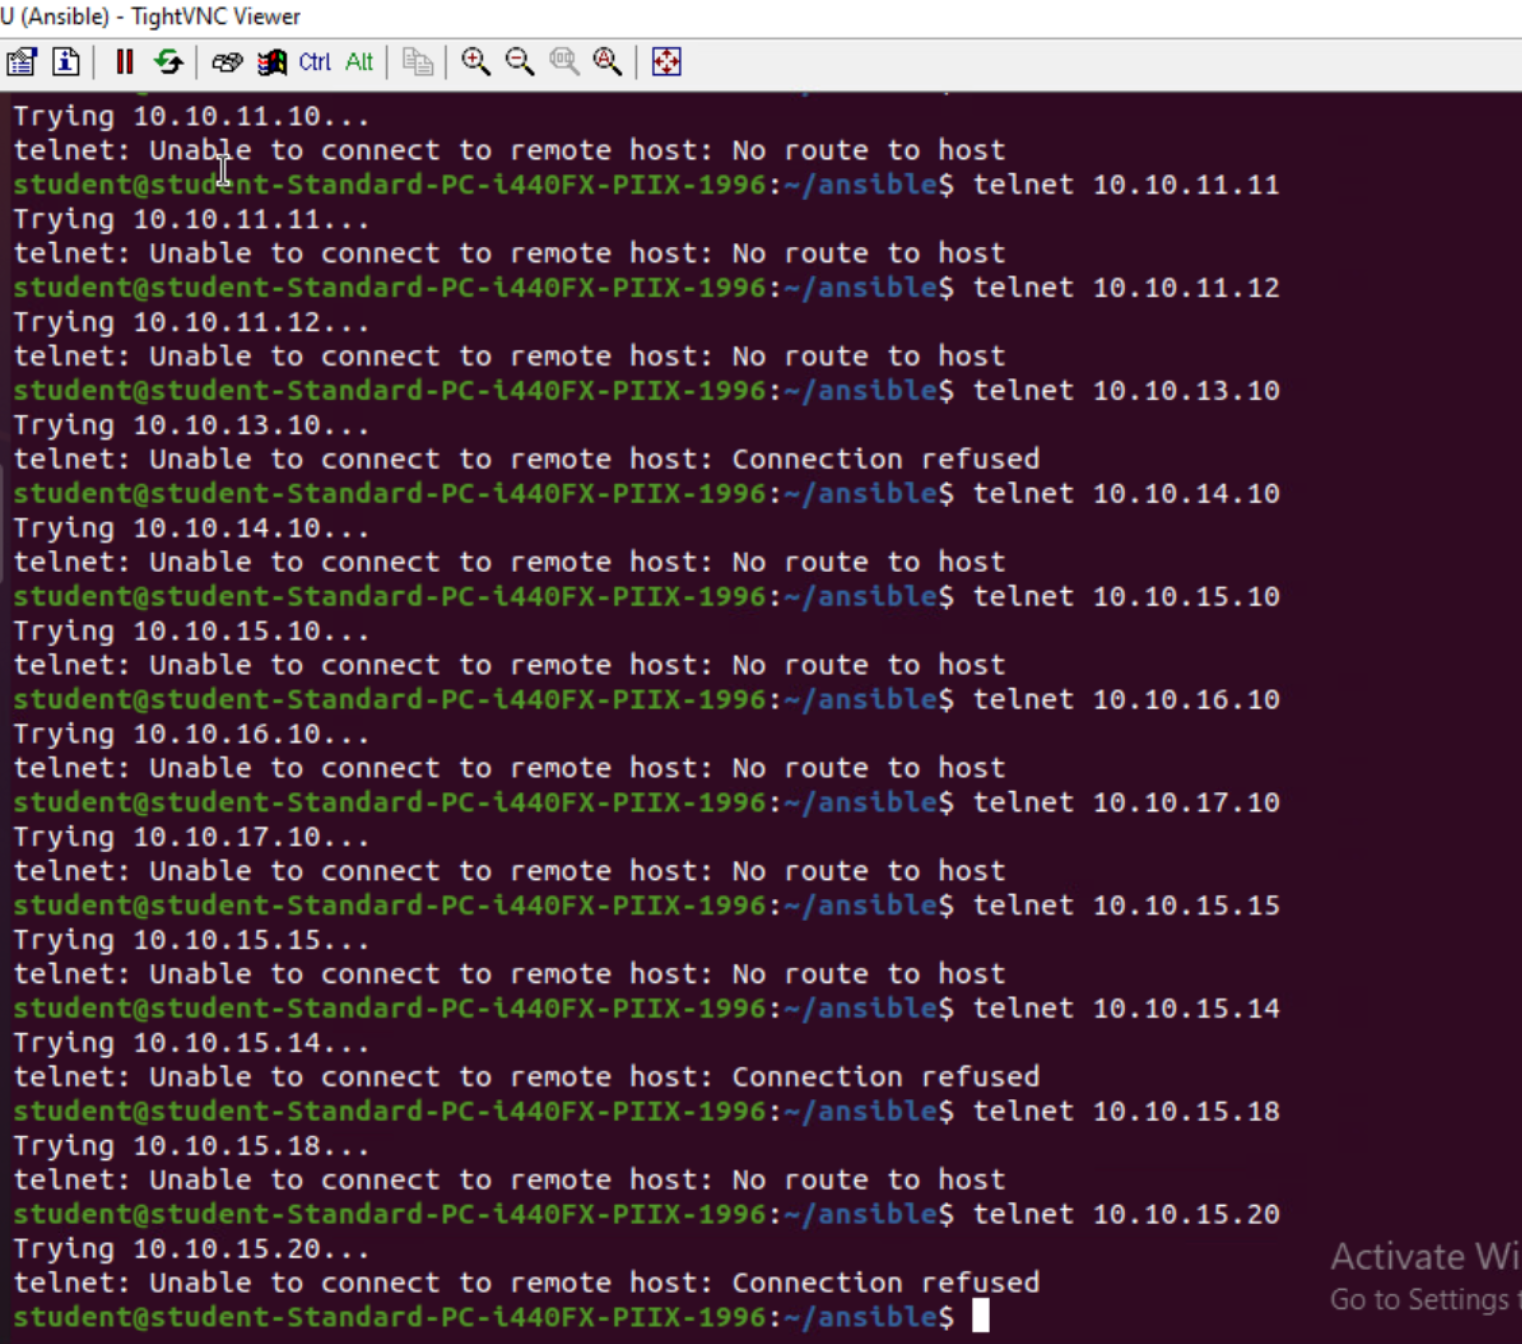 U (Ansible) - TightVNC Viewer
Ctrl Alt
Trying 10.10.11.10...
telnet: Unable to connect to remote host: No route to host
student@student-Standard-PC-i440FX-PIIX-1996:~/ansible$ telnet 10.10.11.11
Trying 10.10.11.11...
telnet: Unable to connect to remote host: No route to host
student@student-Standard-PC-i440FX-PIIX-1996:~/ansible$ telnet 10.10.11.12
Trying 10.10.11.12...
telnet: Unable to connect to remote host: No route to host
student@student-Standard-PC-i440FX-PIIX-1996:~/ansible$ telnet 10.10.13.10
Trying 10.10.13.10...
telnet: Unable to connect to remote host: Connection refused
student@student-Standard-PC-i440FX-PIIX-1996:~/ansible$ telnet 10.10.14.10
Trying 10.10.14.10...
telnet: Unable to connect to remote host: No route to host
student@student-Standard-PC-i440FX-PIIX-1996:~/ansible$ telnet 10.10.15.10
Trying 10.10.15.10...
telnet: Unable to connect to remote host: No route to host
student@student-Standard-PC-i440FX-PIIX-1996:~/ansible$ telnet 10.10.16.10
Trying 10.10.16.10...
telnet: Unable to connect to remote host: No route to host
student@student-Standard-PC-i440FX-PIIX-1996:~/ansible$ telnet 10.10.17.10
Trying 10.10.17.10...
telnet: Unable to connect to remote host: No route to host
student@student-Standard-PC-i440FX-PIIX-1996:~/ansible$ telnet 10.10.15.15
Trying 10.10.15.15...
telnet: Unable to connect to remote host: No route to host
student@student-Standard-PC-i440FX-PIIX-1996:~/ansible$ telnet 10.10.15.14
Trying 10.10.15.14...
telnet: Unable to connect to remote host: Connection refused
student@student-Standard-PC-i440FX-PIIX-1996:~/ansible$ telnet 10.10.15.18
Trying 10.10.15.18...
telnet: Unable to connect to remote host: No route to host
student@student-Standard-PC-i440FX-PIIX-1996:~/ansible$ telnet 10.10.15.20
Trying 10.10.15.20...
telnet: Unable to connect to remote host: Connection refused
student@student-Standard-PC-i440FX-PIIX-1996:~/ansible$
Activate Wi
Go to Settings t